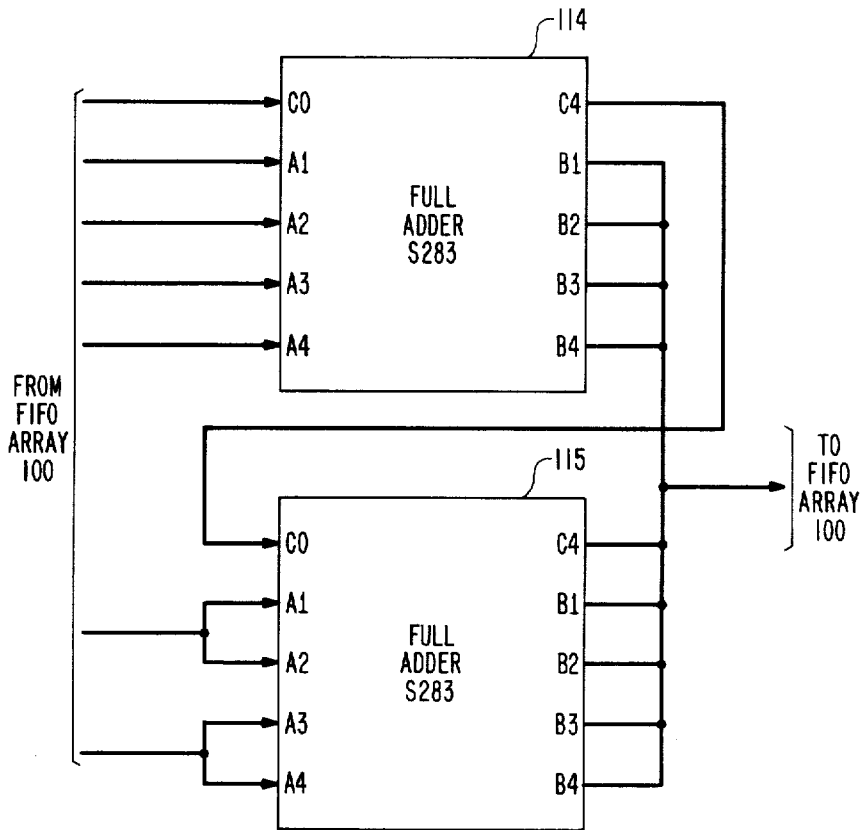 114
C0
A1
A2
A3
A4
FULL
ADDER
S283
C4
B1
B2
B3
B4
FROM
FIFO
ARRAY
100
115
C0
A1
A2
A3
A4
FULL
ADDER
S283
C4
B1
B2
B3
B4
TO
FIFO
ARRAY
100